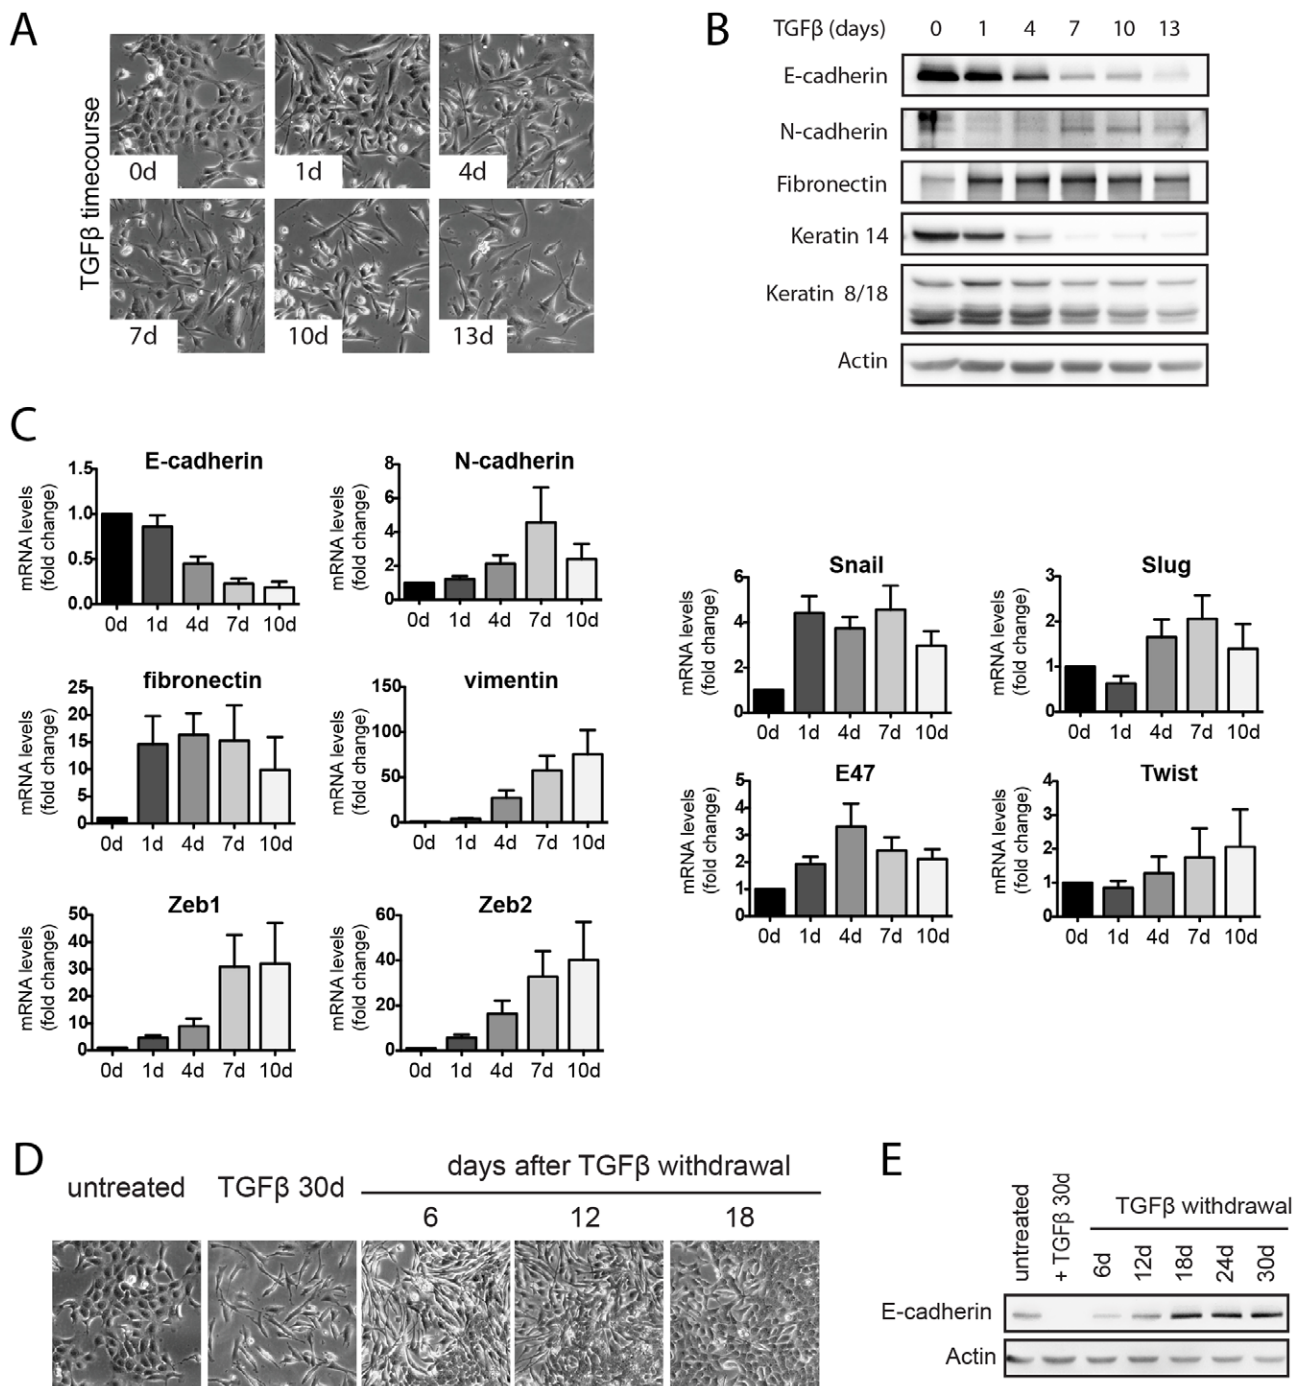 A
TGFβ timecourse
0d
1d
4d
7d
10d
13d
B
TGFβ (days) 0 1 4 7 10 13
E-cadherin
N-cadherin
Fibronectin
Keratin 14
Keratin 8/18
Actin
C
E-cadherin
mRNA levels
(fold change)
1.5
1.0
0.5
0.0
0d 1d 4d 7d 10d
N-cadherin
mRNA levels
(fold change)
8
6
4
2
0
0d 1d 4d 7d 10d
fibronectin
mRNA levels
(fold change)
25
20
15
10
5
0
0d 1d 4d 7d 10d
vimentin
mRNA levels
(fold change)
150
100
50
0
0d 1d 4d 7d 10d
Zeb1
mRNA levels
(fold change)
50
40
30
20
10
0
0d 1d 4d 7d 10d
Zeb2
mRNA levels
(fold change)
60
40
20
0
0d 1d 4d 7d 10d
Snail
mRNA levels
(fold change)
6
4
2
0
0d 1d 4d 7d 10d
Slug
mRNA levels
(fold change)
3
2
1
0
0d 1d 4d 7d 10d
E47
mRNA levels
(fold change)
5
4
3
2
1
0
0d 1d 4d 7d 10d
Twist
mRNA levels
(fold change)
4
3
2
1
0
0d 1d 4d 7d 10d
D
untreated
TGFβ 30d
days after TGFβ withdrawal
6 12 18
E
untreated
+ TGFβ 30d
TGFβ withdrawal
6d
12d
18d
24d
30d
E-cadherin
Actin